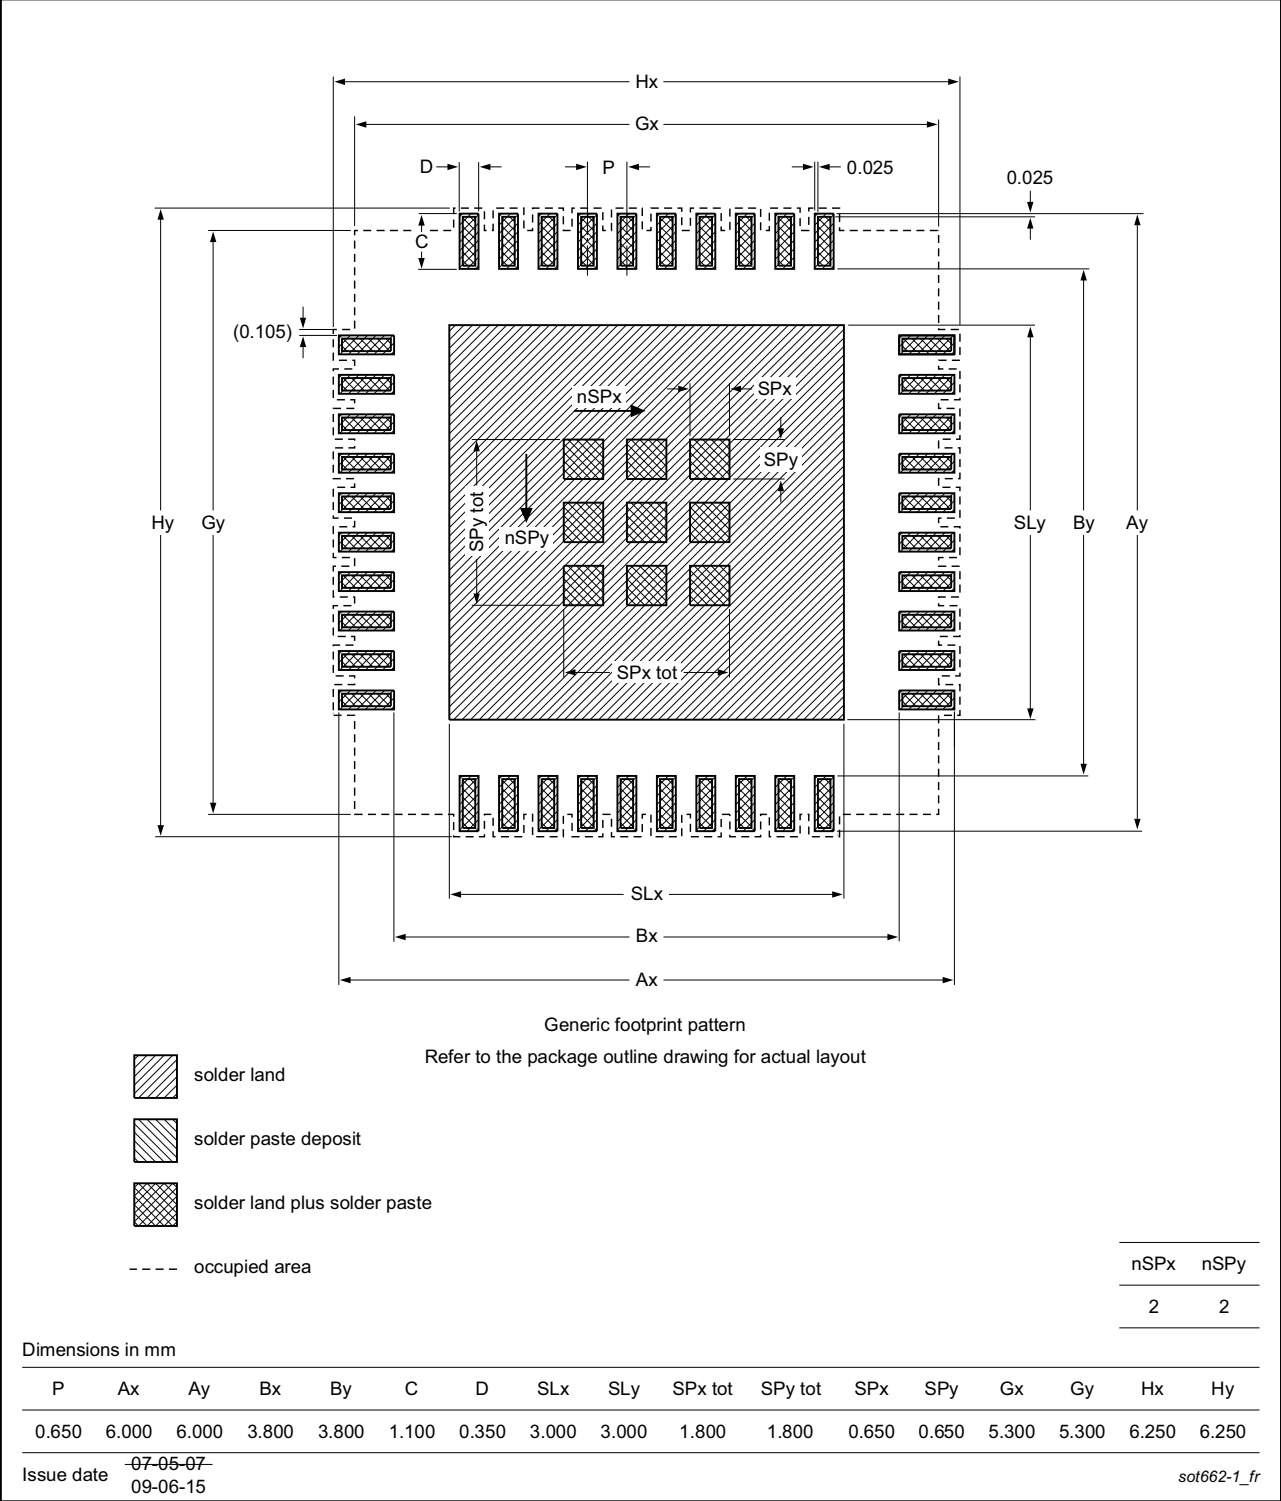 Hx
Gx
D
P
0.025
0.025
C
(0.105)
nSPx
SPx
SPy
SPy tot
nSPy
Hy
Gy
SLy
By
Ay
SPx tot
SLx
Bx
Ax
Generic footprint pattern
Refer to the package outline drawing for actual layout
solder land
solder paste deposit
solder land plus solder paste
occupied area
nSPx nSPy
2 2
Dimensions in mm
P Ax Ay Bx By C D SLx SLy SPx tot SPy tot SPx SPy Gx Gy Hx Hy
0.650 6.000 6.000 3.800 3.800 1.100 0.350 3.000 3.000 1.800 1.800 0.650 0.650 5.300 5.300 6.250 6.250
Issue date 07-05-07
09-06-15
sot662-1_fr